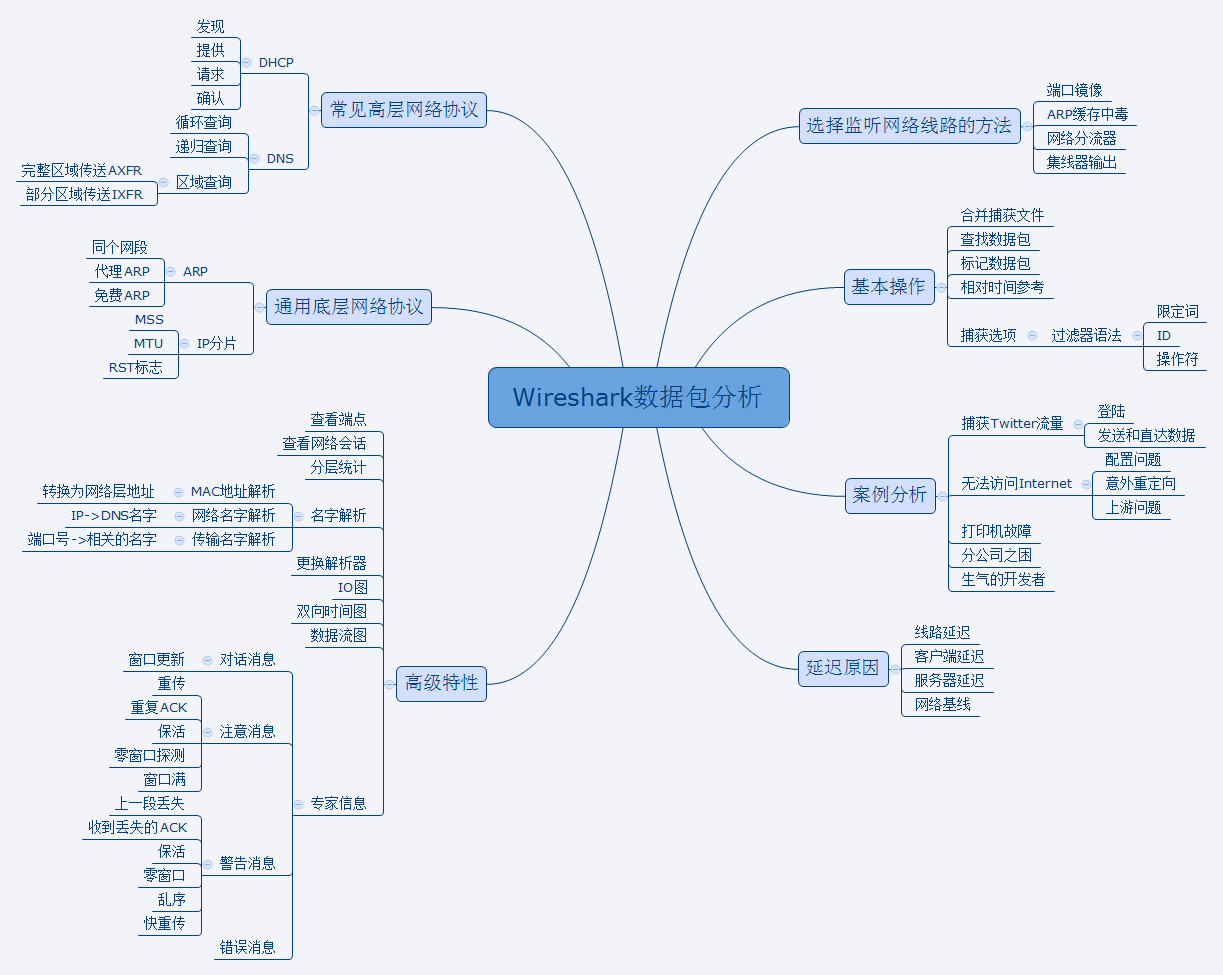 Wireshark数据包分析
选择监听网络线路的方法
端口镜像
ARP缓存中毒
网络分流器
集线器输出
基本操作
合并捕获文件
查找数据包
标记数据包
相对时间参考
捕获选项
过滤器语法
限定词
ID
操作符
案例分析
捕获Twitter流量
登陆
发送和直达数据
无法访问Internet
配置问题
意外重定向
上游问题
打印机故障
分公司之困
生气的开发者
延迟原因
线路延迟
客户端延迟
服务器延迟
网络基线
常见高层网络协议
DHCP
发现
提供
请求
确认
DNS
循环查询
递归查询
区域查询
完整区域传送AXFR
部分区域传送IXFR
通用底层网络协议
ARP
同个网段
代理ARP
免费ARP
IP分片
MSS
MTU
RST标志
高级特性
查看端点
查看网络会话
分层统计
名字解析
MAC地址解析
转换为网络层地址
网络名字解析
IP->DNS名字
传输名字解析
端口号->相关的名字
更换解析器
IO图
双向时间图
数据流图
专家信息
对话消息
窗口更新
注意消息
重传
重复ACK
保活
零窗口探测
窗口满
警告消息
上一段丢失
收到丢失的ACK
保活
零窗口
乱序
快重传
错误消息